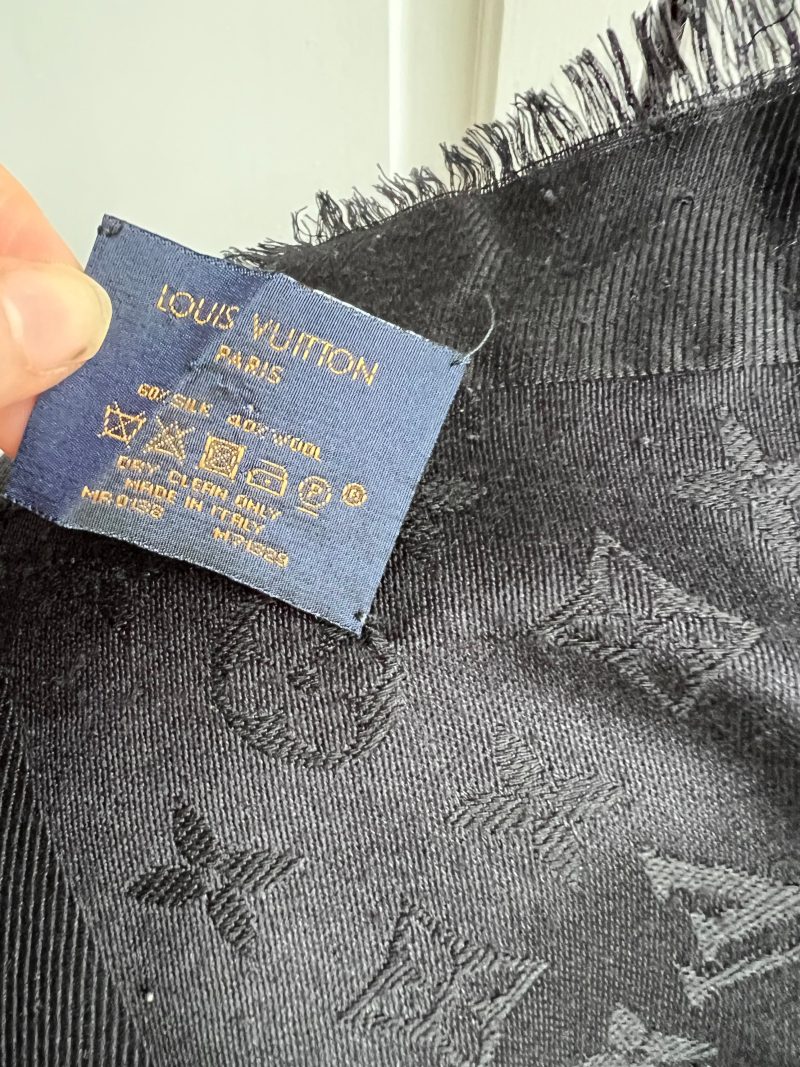 LOUIS VUITTON
PARIS
60% SILK 40% WOOL
P
DRY CLEAN ONLY
MADE IN ITALY